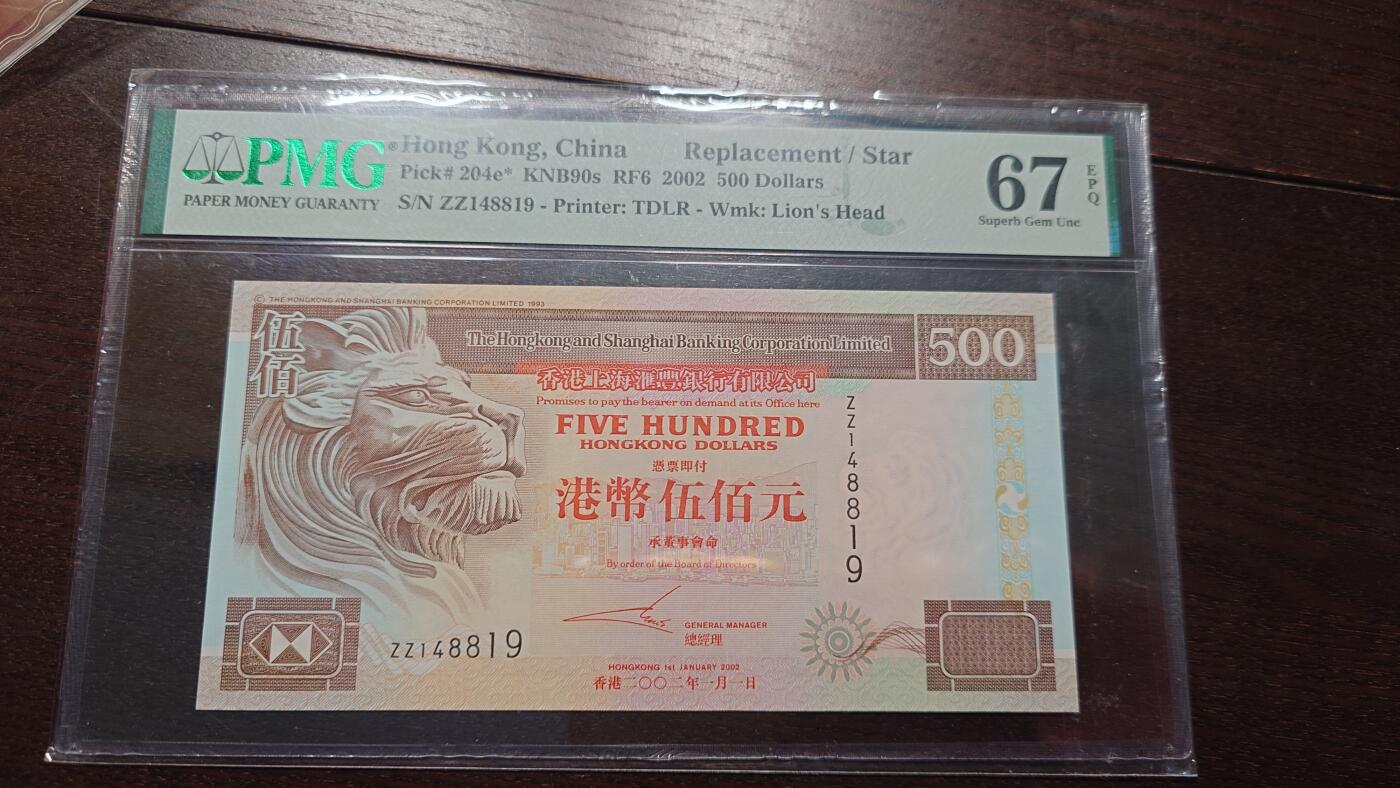 PMG® Hong Kong, China Replacement / Star
Pick# 204e* KNB90s RF6 2002 500 Dollars
PAPER MONEY GUARANTY
S/N ZZ148819 - Printer: TDLR - Wmk: Lion's Head
67
EPQ
Superb Gem Unc
© THE HONGKONG AND SHANGHAI BANKING CORPORATION LIMITED 1993
伍佰
The Hongkong and Shanghai Banking Corporation Limited
500
香港上海滙豐銀行有限公司
Promises to pay the bearer on demand at its Office here
FIVE HUNDRED
HONGKONG DOLLARS
憑票即付
港幣伍佰元
承董事會命
By order of the Board of Directors
ZZ148819
GENERAL MANAGER
總經理
ZZ148819
HONGKONG 1st JANUARY 2002
香港二〇〇二年一月一日